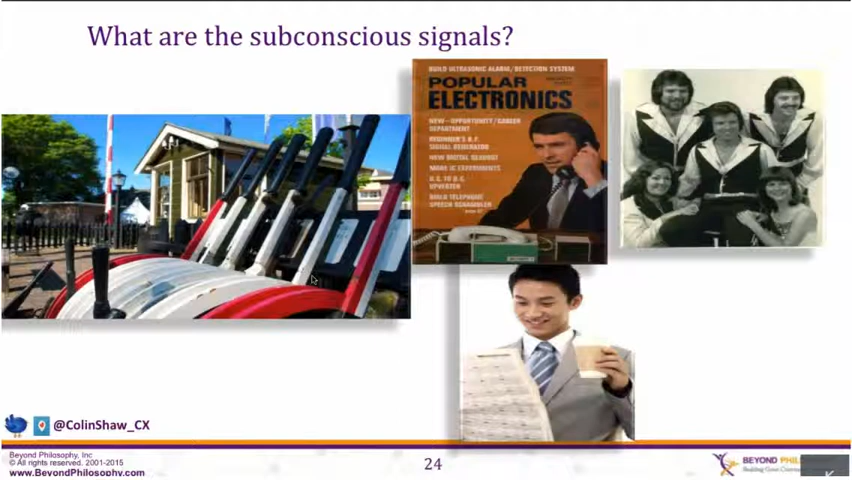 What are the subconscious signals?
BUILD ULTRASONIC ALARM/DETECTION SYSTEM
POPULAR
ELECTRONICS
NEW—OPPORTUNITY/CAREER
DEPARTMENT
BEGINNER'S R.F.
SIGNAL GENERATOR
NEW DIGITAL READOUT
MORE IC EXPERIMENTS
D.C. TO D.C.
BUILD TELEPHONE
SPEECH SCRAMBLER
@ColinShaw_CX
Beyond Philosophy, Inc
© All rights reserved. 2001-2015
www.BeyondPhilosophy.com
24
BEYOND PHIL